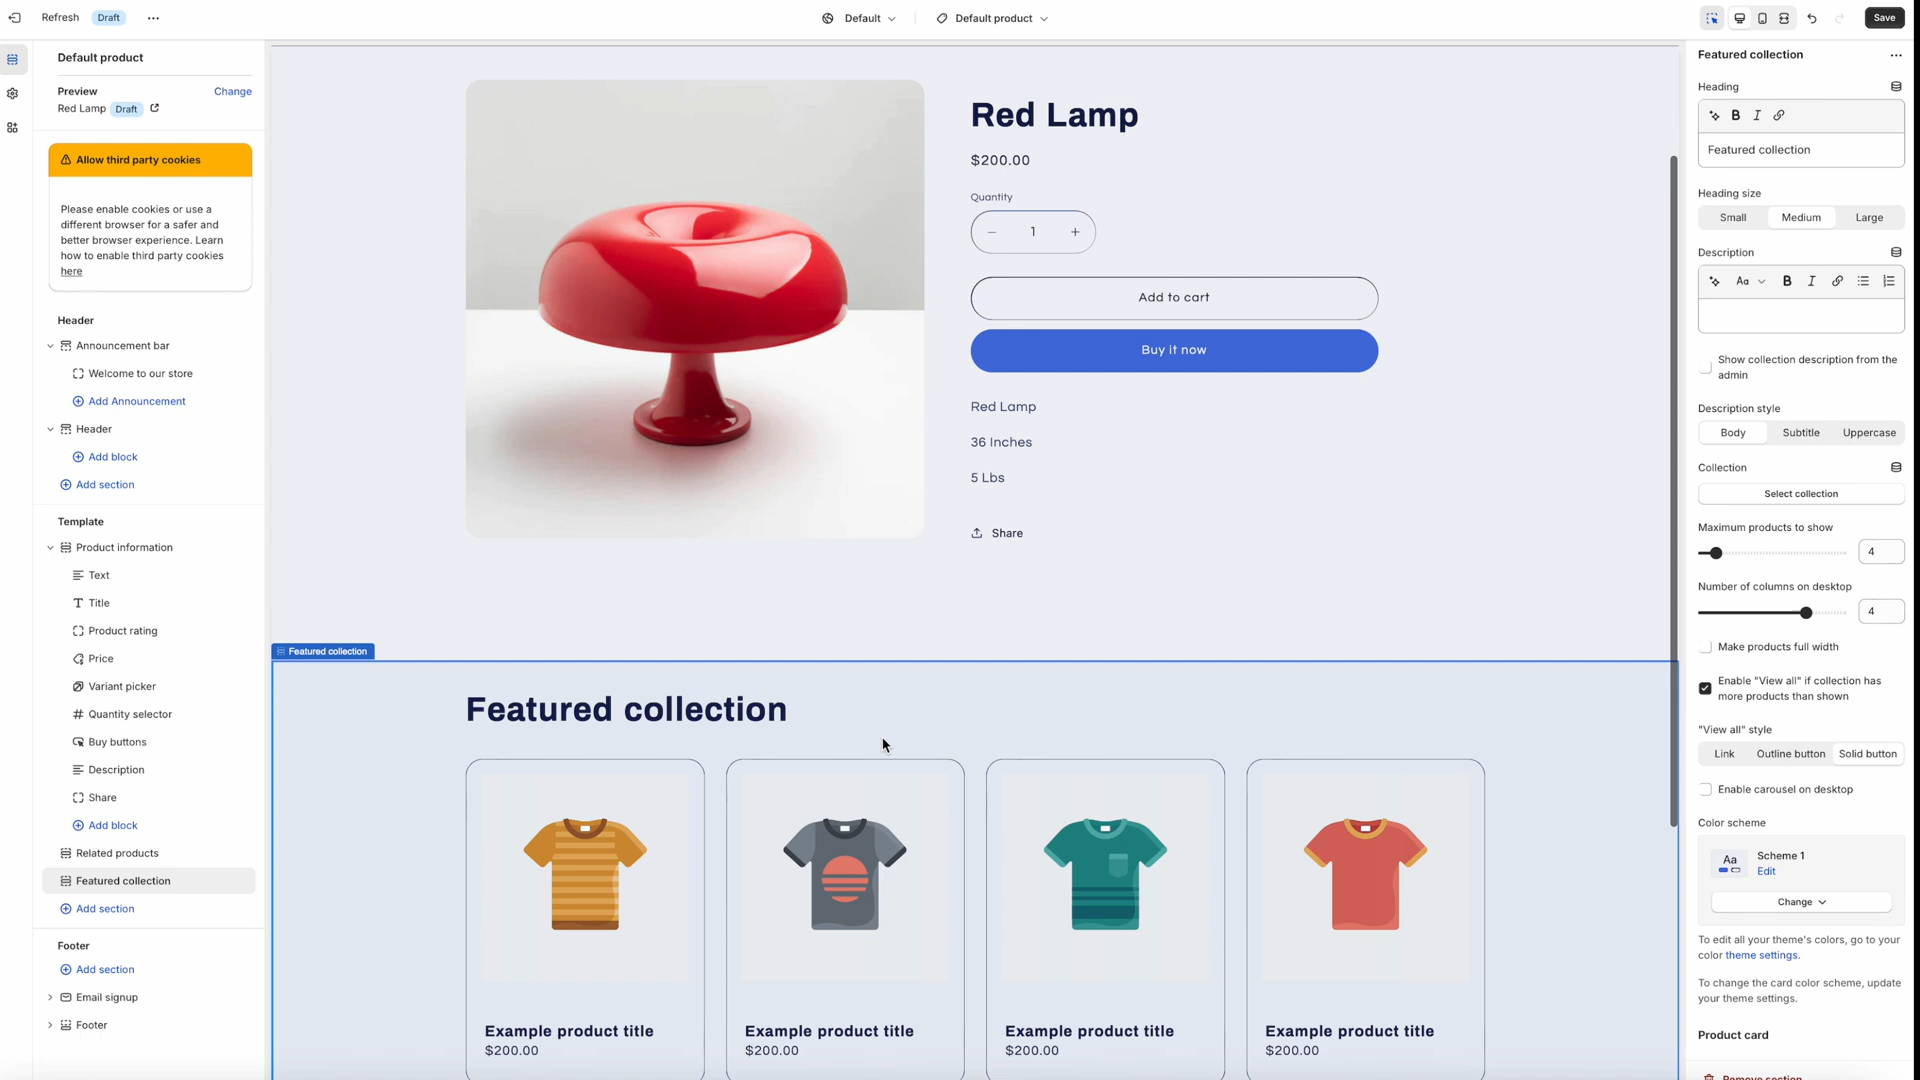 Refresh Draft ...
Default
Default product
Save
Default product
Preview Change
Red Lamp Draft
Allow third party cookies
Please enable cookies or use a
different browser for a safer and
better browser experience. Learn
how to enable third party cookies
here
Header
Announcement bar
Welcome to our store
Add Announcement
Header
Add block
Add section
Template
Product information
Text
Title
Product rating
Price
Variant picker
Quantity selector
Buy buttons
Description
Share
Add block
Related products
Featured collection
Add section
Footer
Add section
Email signup
Footer
Red Lamp
$200.00
Quantity
− 1 +
Add to cart
Buy it now
Red Lamp
36 Inches
5 Lbs
Share
Featured collection
Featured collection
Example product title
$200.00
Example product title
$200.00
Example product title
$200.00
Example product title
$200.00
Featured collection
Heading
B I
Featured collection
Heading size
Small Medium Large
Description
Aa B I
Show collection description from the
admin
Description style
Body Subtitle Uppercase
Collection
Select collection
Maximum products to show
4
Number of columns on desktop
4
Make products full width
Enable "View all" if collection has
more products than shown
"View all" style
Link Outline button Solid button
Enable carousel on desktop
Color scheme
Aa
Scheme 1
Edit
Change
To edit all your theme's colors, go to your
color theme settings.
To change the card color scheme, update
your theme settings.
Product card
Remove section